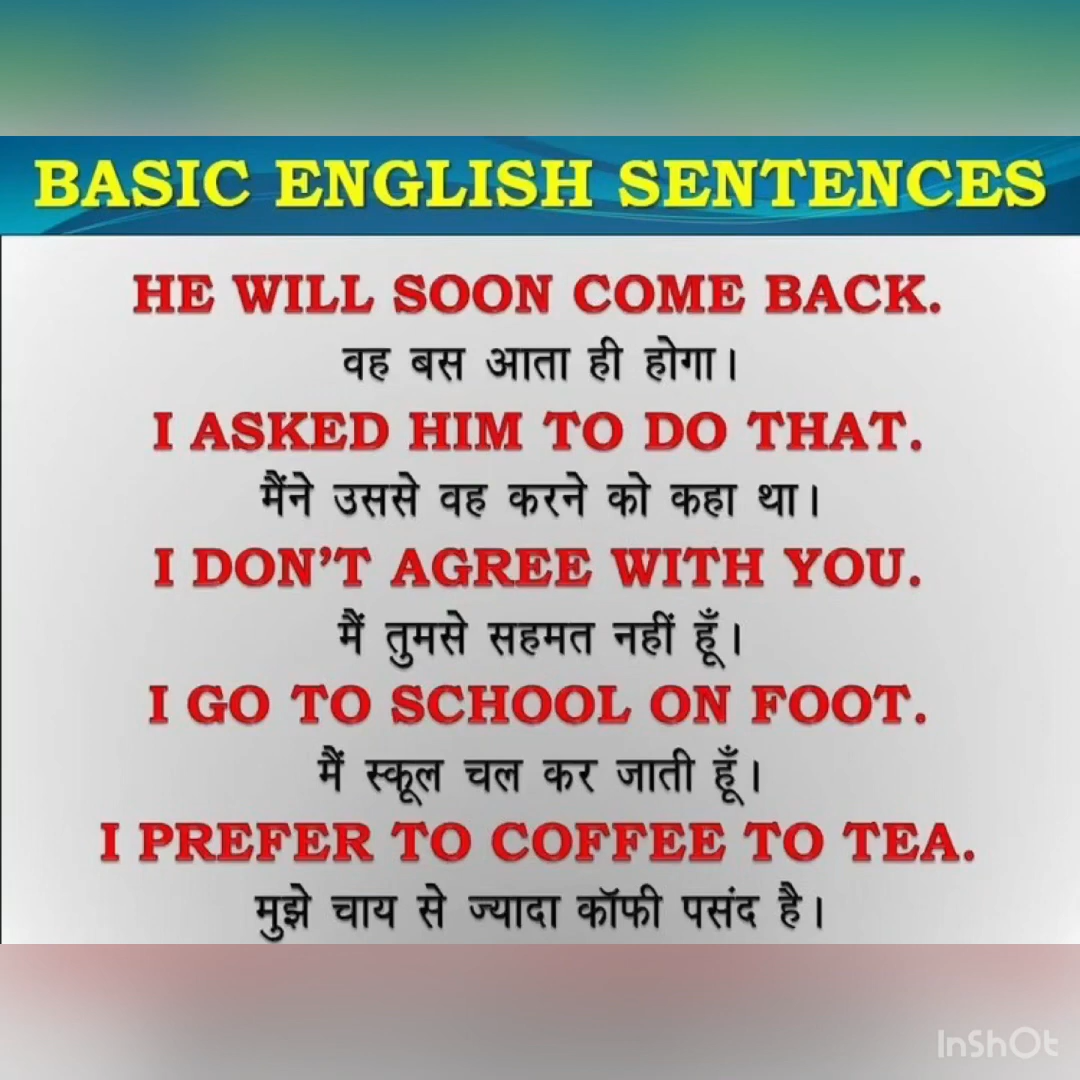 BASIC ENGLISH SENTENCES
HE WILL SOON COME BACK.
वह बस आता ही होगा।
I ASKED HIM TO DO THAT.
मैंने उससे वह करने को कहा था।
I DON’T AGREE WITH YOU.
मैं तुमसे सहमत नहीं हूँ।
I GO TO SCHOOL ON FOOT.
मैं स्कूल चल कर जाती हूँ।
I PREFER TO COFFEE TO TEA.
मुझे चाय से ज्यादा कॉफी पसंद है।
InShOt